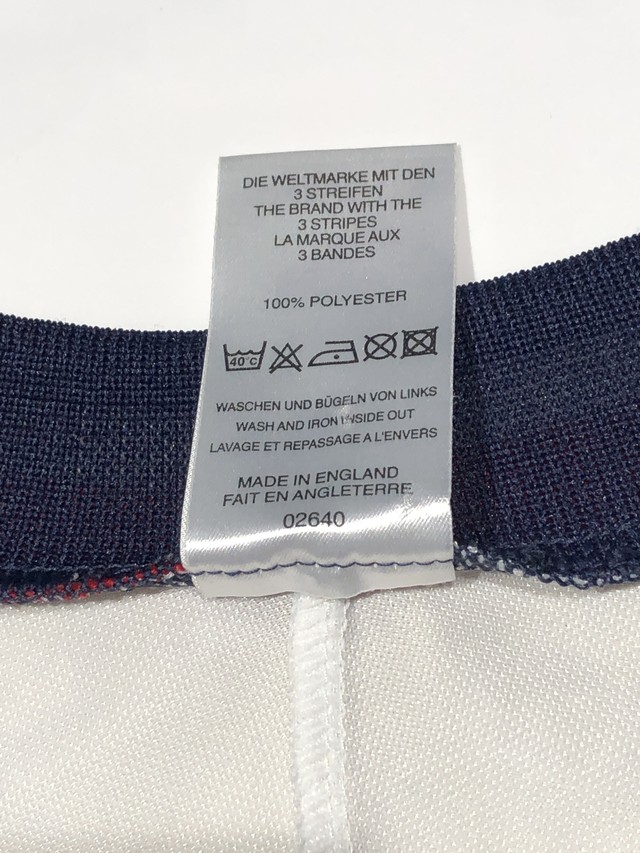 DIE WELTMARKE MIT DEN
3 STREIFEN
THE BRAND WITH THE
3 STRIPES
LA MARQUE AUX
3 BANDES
100% POLYESTER
40°C
WASCHEN UND BÜGELN VON LINKS
WASH AND IRON INSIDE OUT
LAVAGE ET REPASSAGE A L'ENVERS
MADE IN ENGLAND
FAIT EN ANGLETERRE
02640